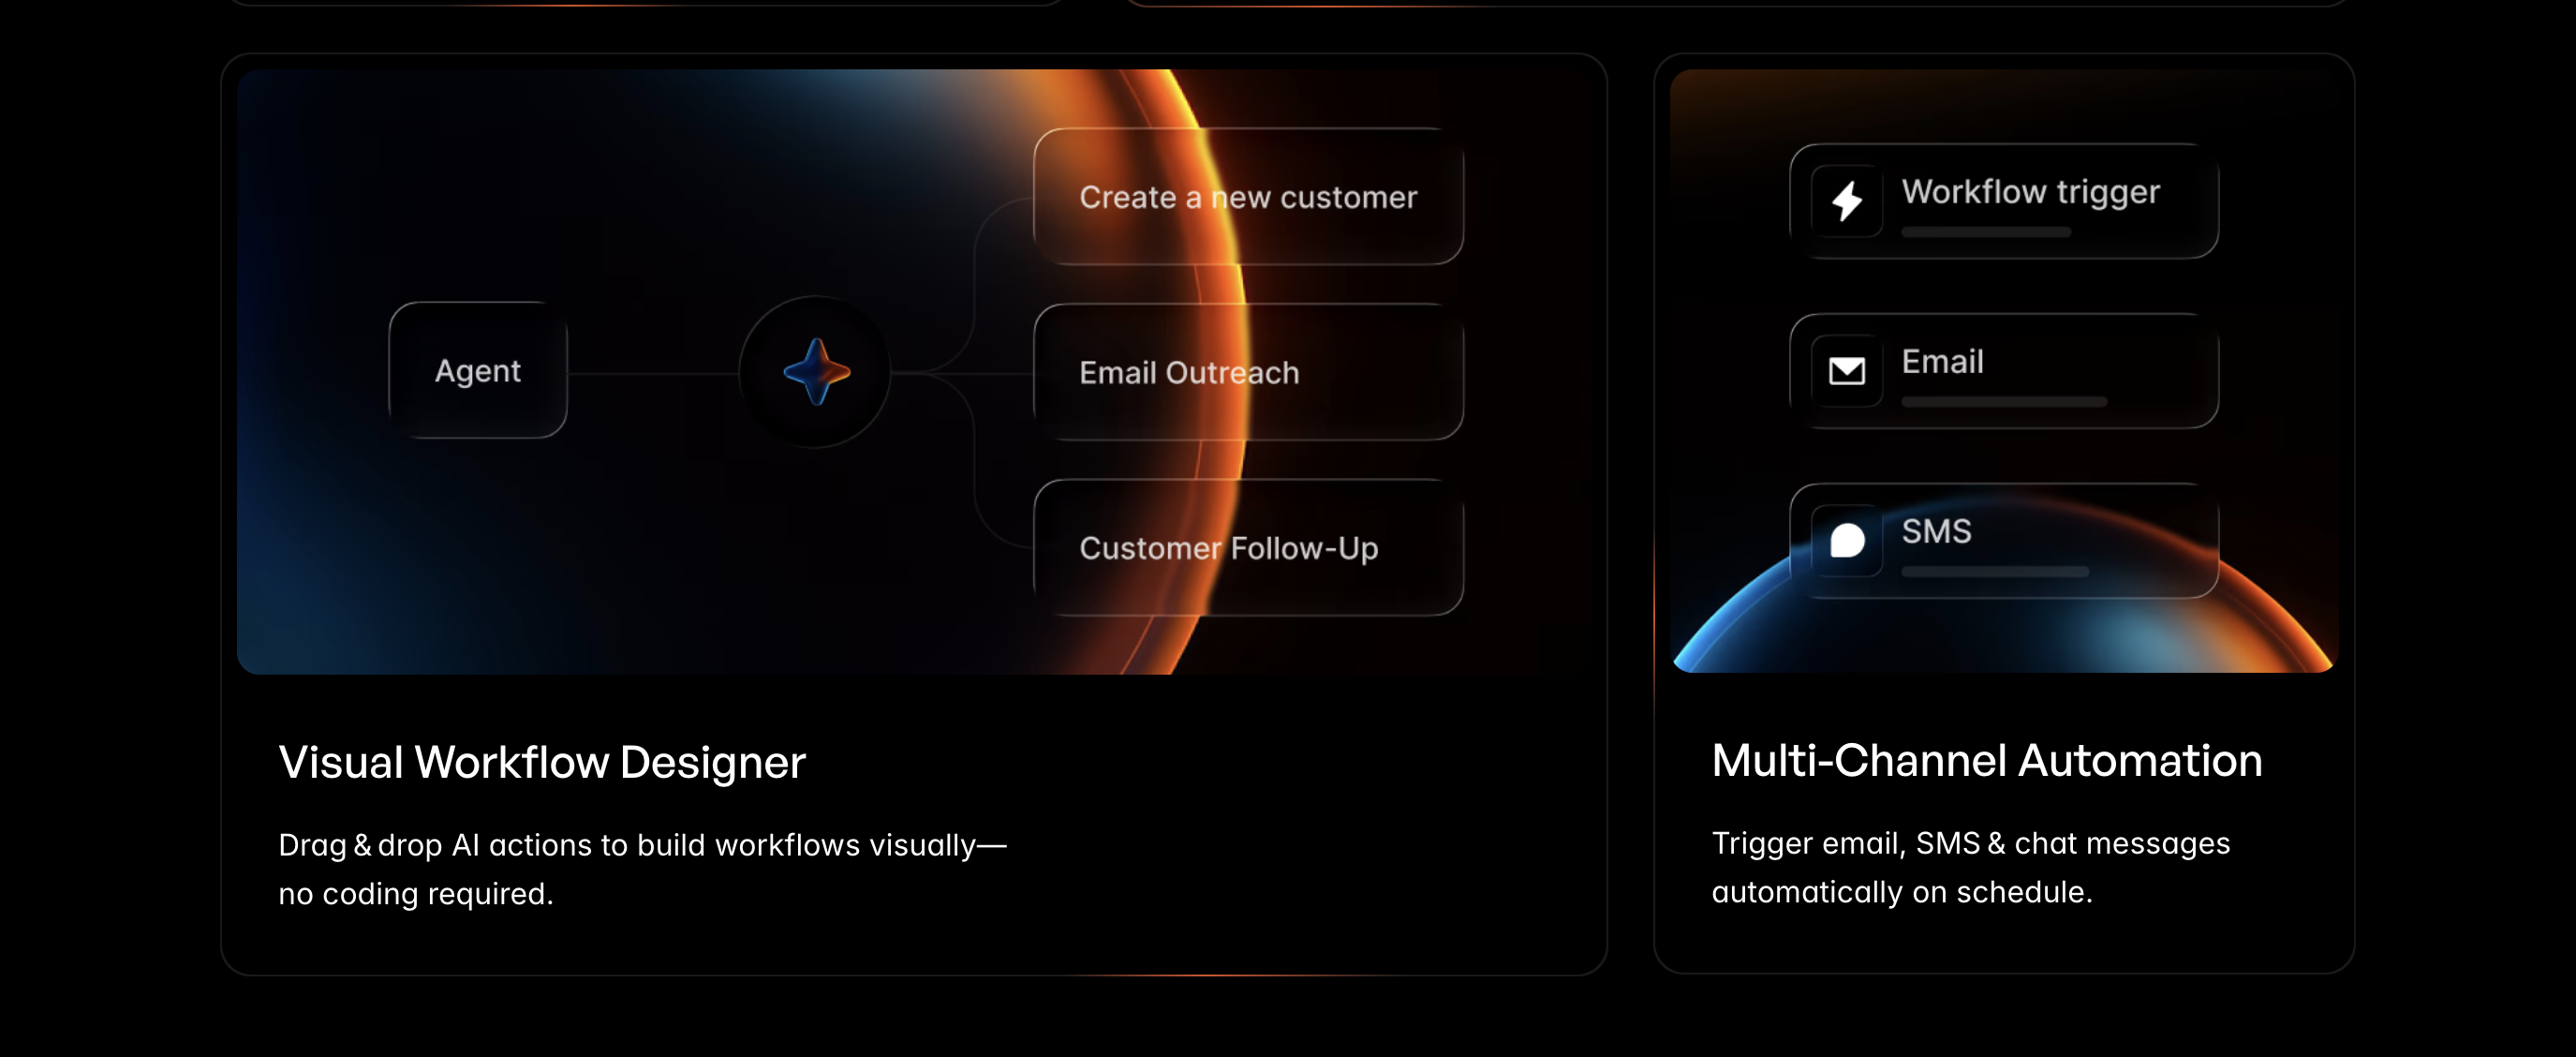 Agent
Create a new customer
Email Outreach
Customer Follow-Up
Visual Workflow Designer
Drag & drop AI actions to build workflows visually—
no coding required.
Workflow trigger
Email
SMS
Multi-Channel Automation
Trigger email, SMS & chat messages
automatically on schedule.